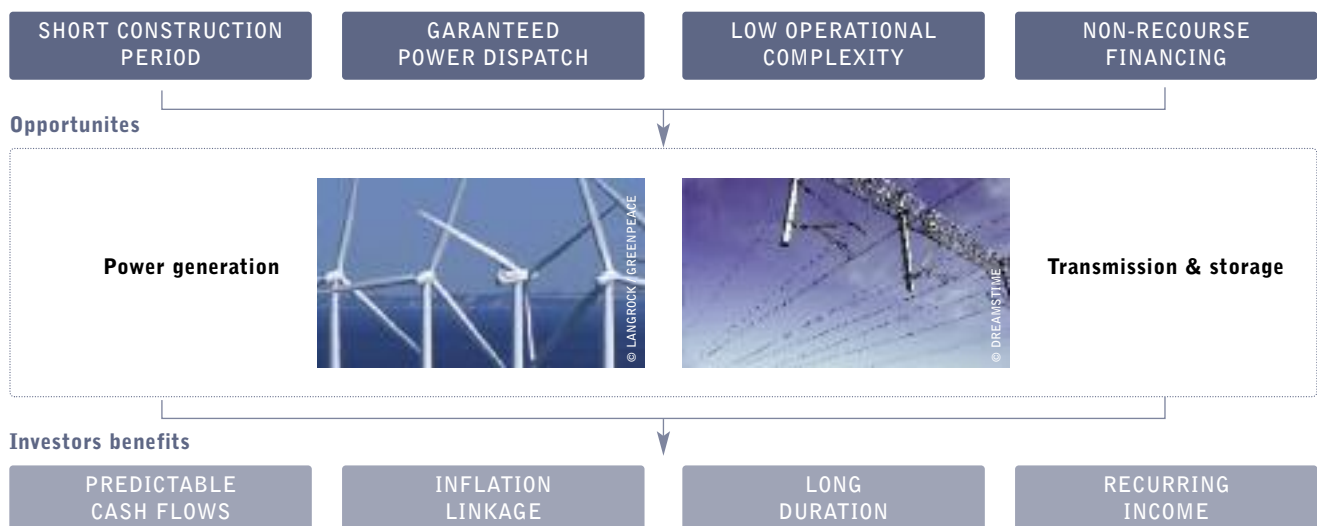 SHORT CONSTRUCTION
PERIOD
GARANTEED
POWER DISPATCH
LOW OPERATIONAL
COMPLEXITY
NON-RECOURSE
FINANCING
Opportunites
Power generation
© LANGROCK / GREENPEACE
© DREAMSTIME
Transmission & storage
Investors benefits
PREDICTABLE
CASH FLOWS
INFLATION
LINKAGE
LONG
DURATION
RECURRING
INCOME